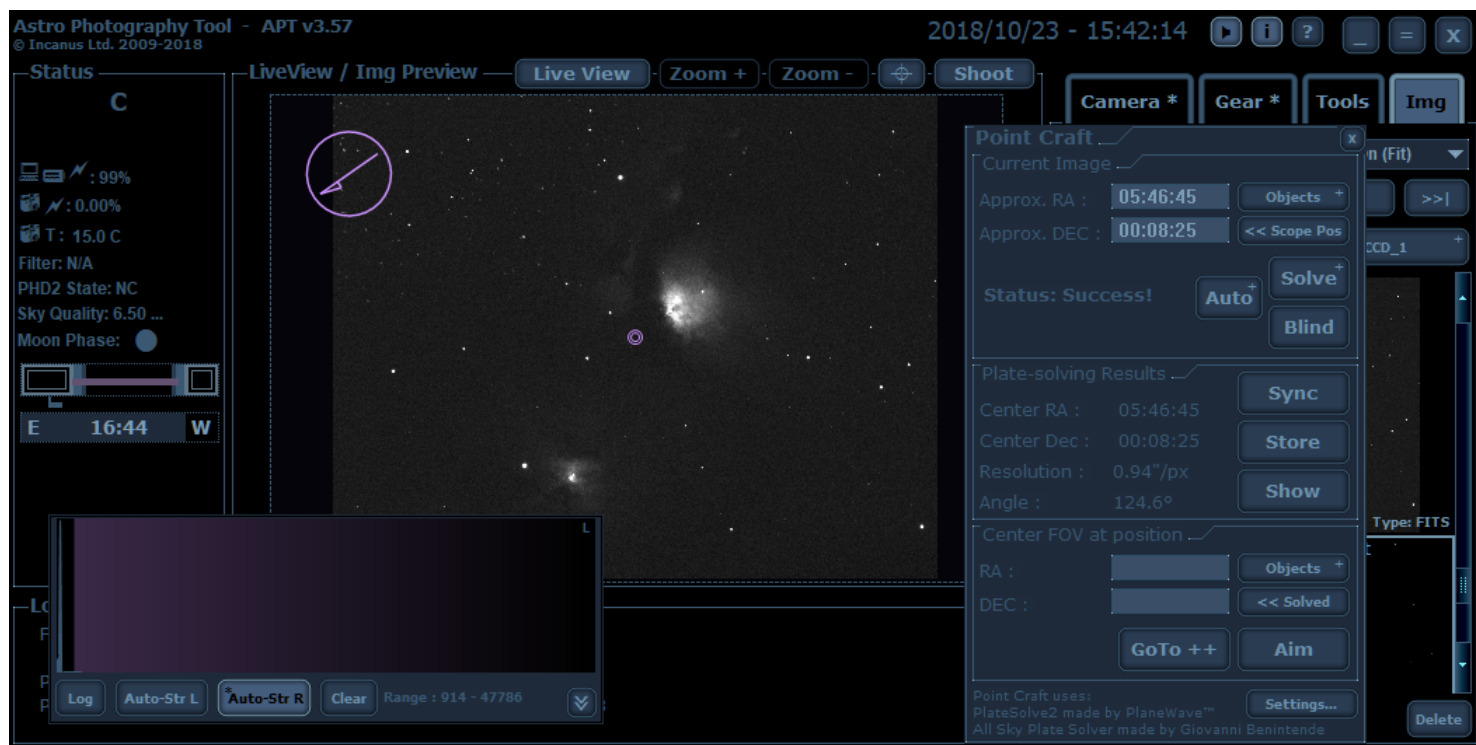 Astro Photography Tool - APT v3.57
© Incanus Ltd. 2009-2018
2018/10/23 - 15:42:14
i
?
_
=
X
Status
C
: 99%
: 0.00%
T: 15.0 C
Filter: N/A
PHD2 State: NC
Sky Quality: 6.50 ...
Moon Phase:
E 16:44 W
LiveView / Img Preview
Live View
Zoom +
Zoom -
Shoot
Camera *
Gear *
Tools
Img
n (Fit)
>>|
CCD_1 +
Type: FITS
Delete
Point Craft
x
Current Image
Approx. RA : 05:46:45 Objects +
Approx. DEC : 00:08:25 << Scope Pos
Status: Success!
Auto +
Solve +
Blind
Plate-solving Results
Center RA : 05:46:45
Center Dec : 00:08:25
Resolution : 0.94"/px
Angle : 124.6º
Sync
Store
Show
Center FOV at position
RA : Objects +
DEC : << Solved
GoTo ++
Aim
Point Craft uses:
PlateSolve2 made by PlaneWave™
All Sky Plate Solver made by Giovanni Benintende
Settings...
L
Log
Auto-Str L
*Auto-Str R
Clear
Range : 914 - 47786
Lo
F
P
P